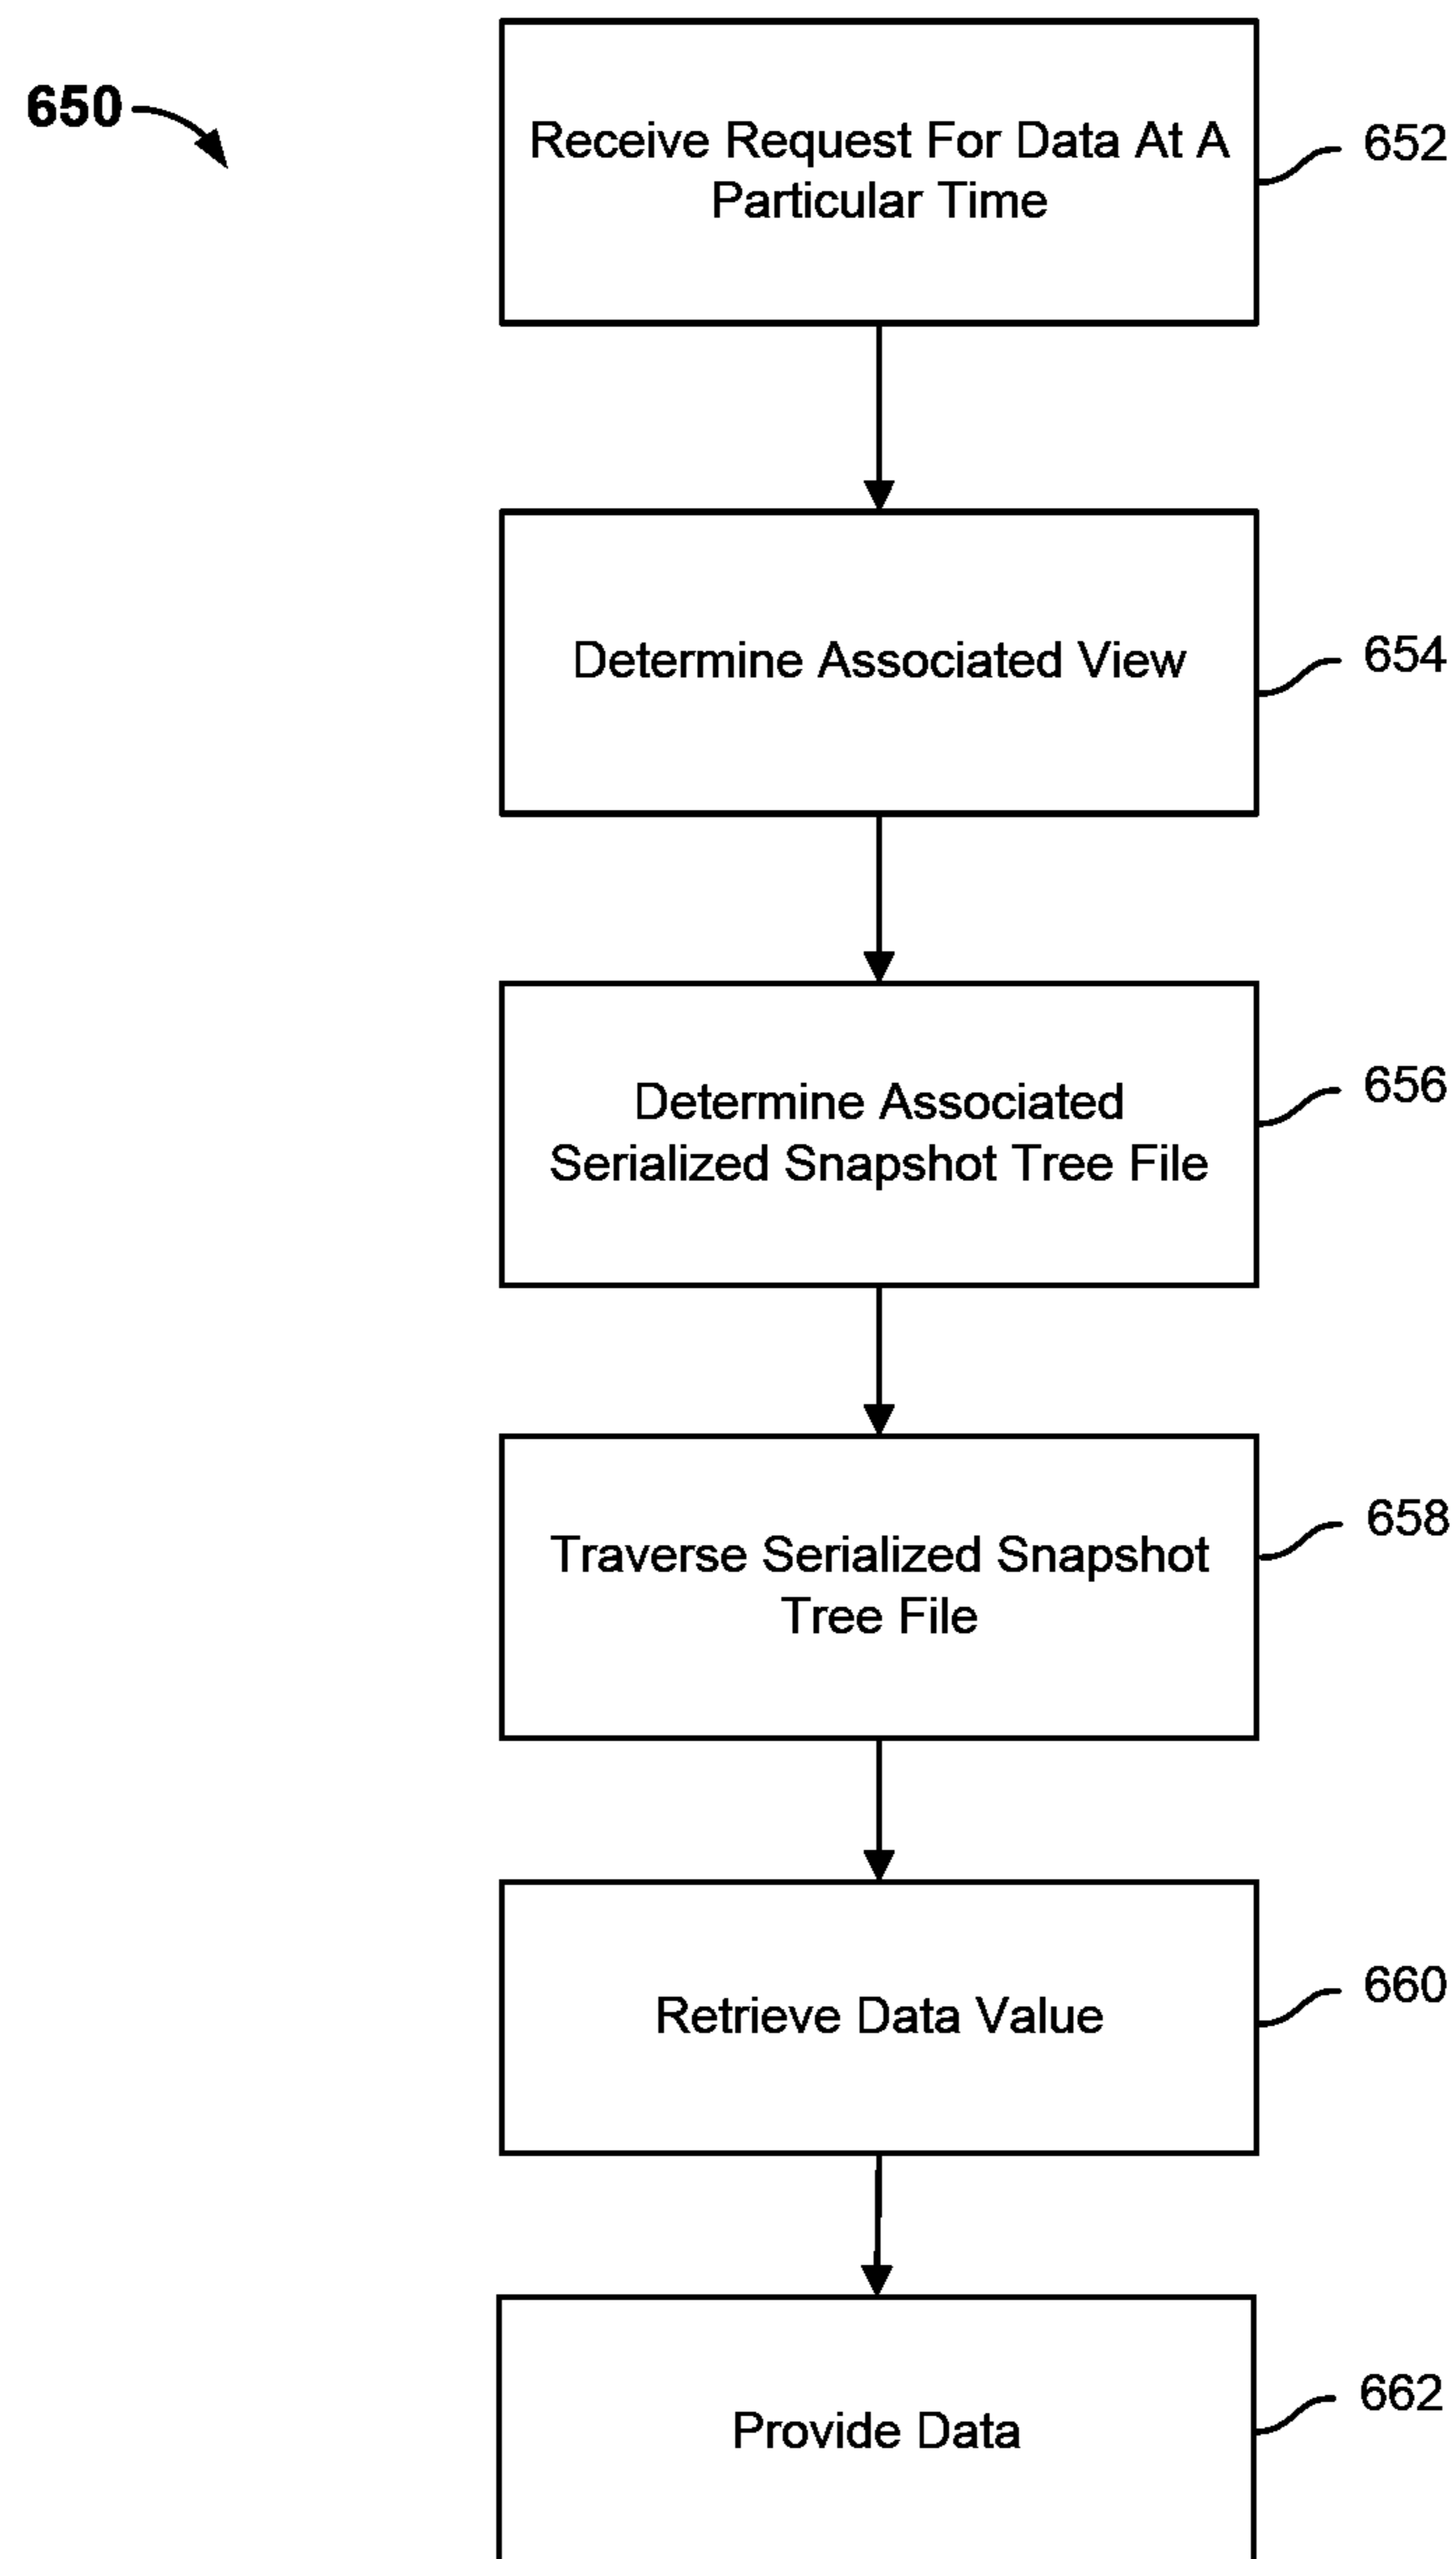 650
Receive Request For Data At A
Particular Time
652
Determine Associated View
654
Determine Associated
Serialized Snapshot Tree File
656
Traverse Serialized Snapshot
Tree File
658
Retrieve Data Value
660
Provide Data
662